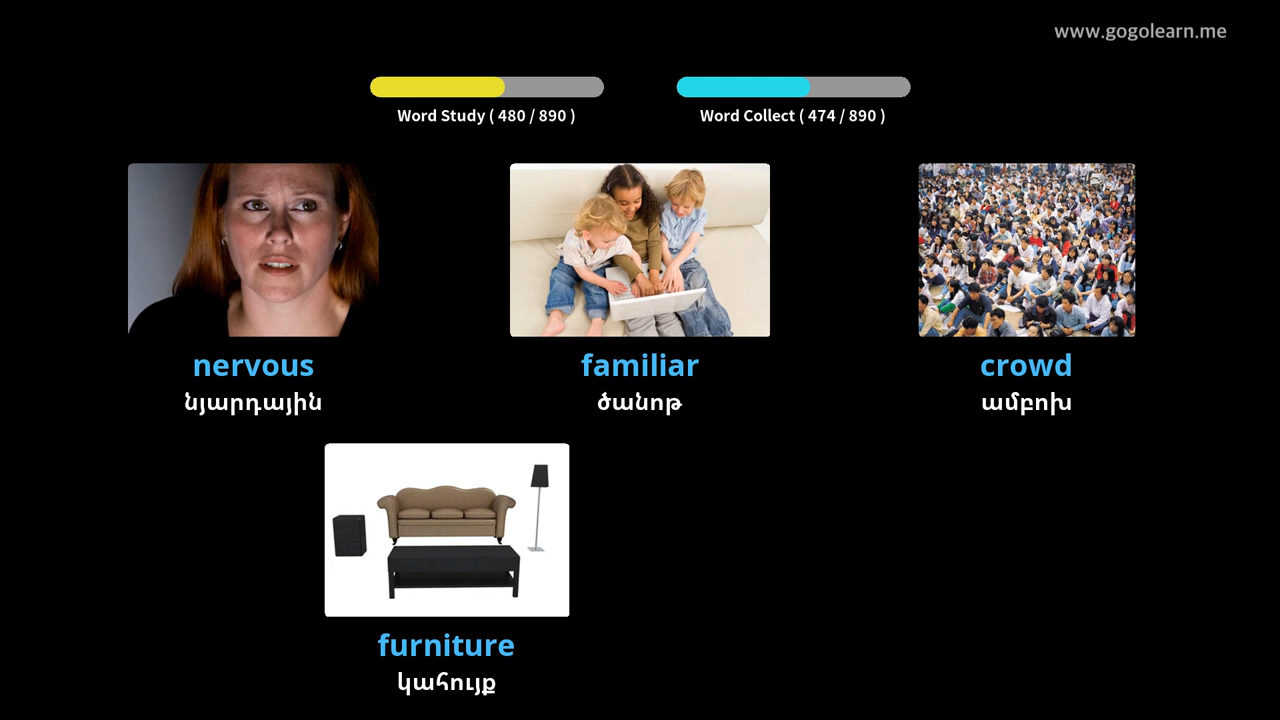 www.gogolearn.me
Word Study ( 480 / 890 )
Word Collect ( 474 / 890 )
nervous
նյարդային
familiar
ծանոթ
crowd
ամբոխ
furniture
կահույք